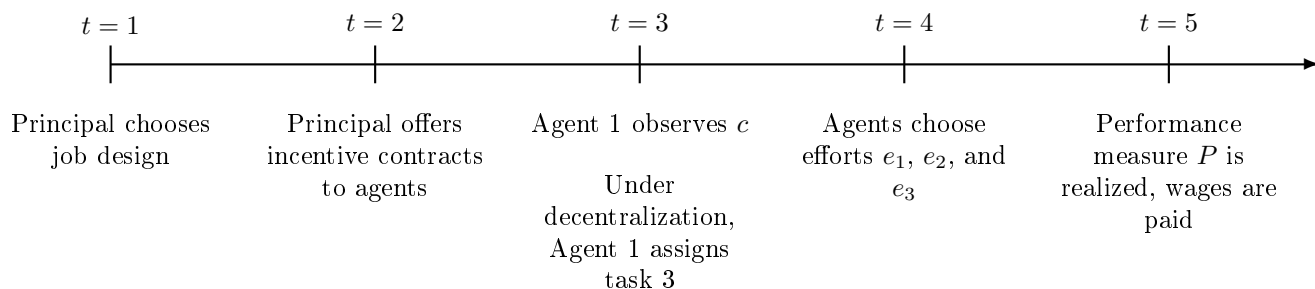 t = 1
t = 2
t = 3
t = 4
t = 5
Principal chooses
job design
Principal offers
incentive contracts
to agents
Agent 1 observes c
Under
decentralization,
Agent 1 assigns
task 3
Agents choose
efforts e₁, e₂, and
e₃
Performance
measure P is
realized, wages are
paid